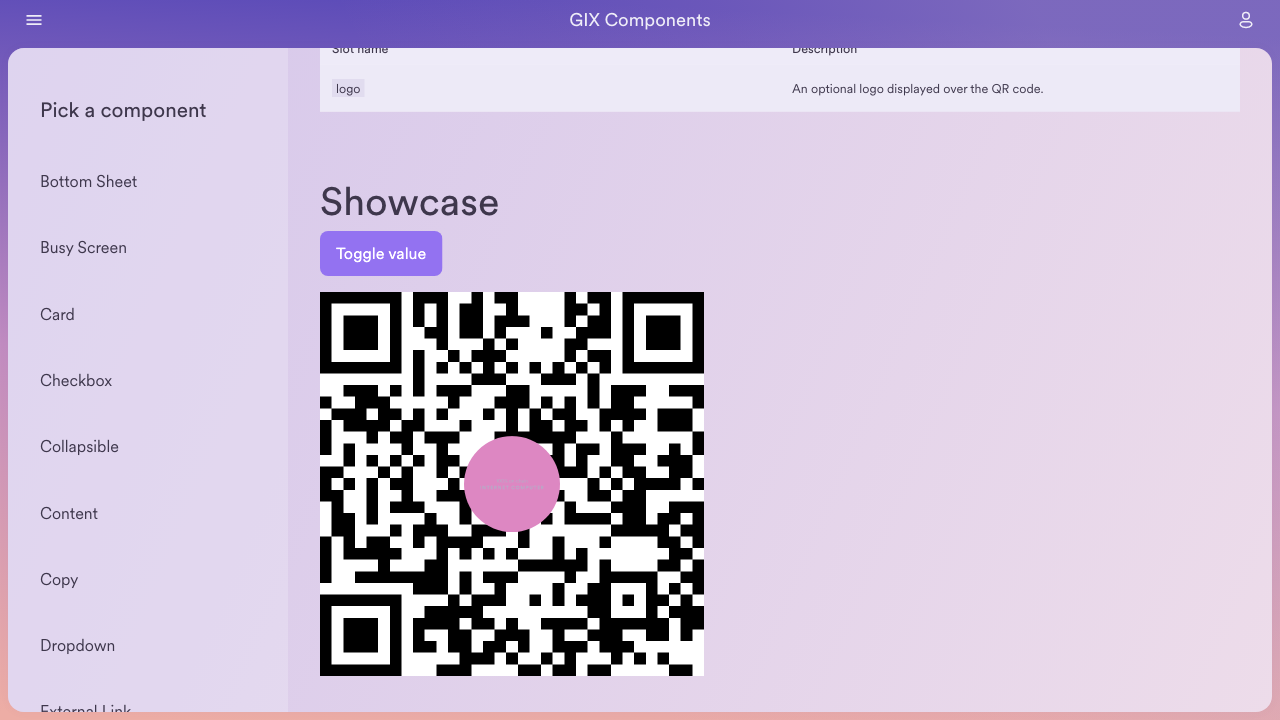 GIX Components
Slot name Description
logo An optional logo displayed over the QR code.
Pick a component
Bottom Sheet
Busy Screen
Card
Checkbox
Collapsible
Content
Copy
Dropdown
External Link
Showcase
Toggle value